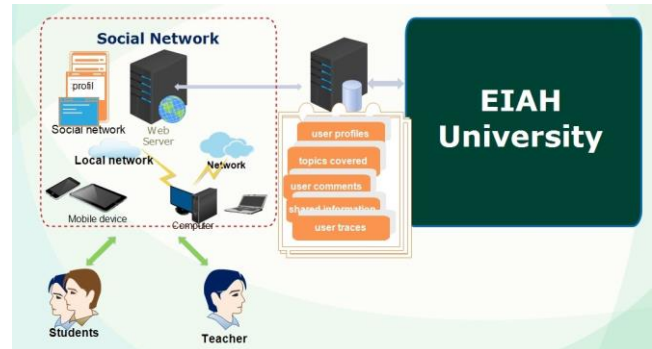 Social Network
profil
Social network
Web
Server
Local network
Network
Mobile device
Computer
Students
Teacher
user profiles
topics covered
user comments
shared information
user traces
EIAH
University